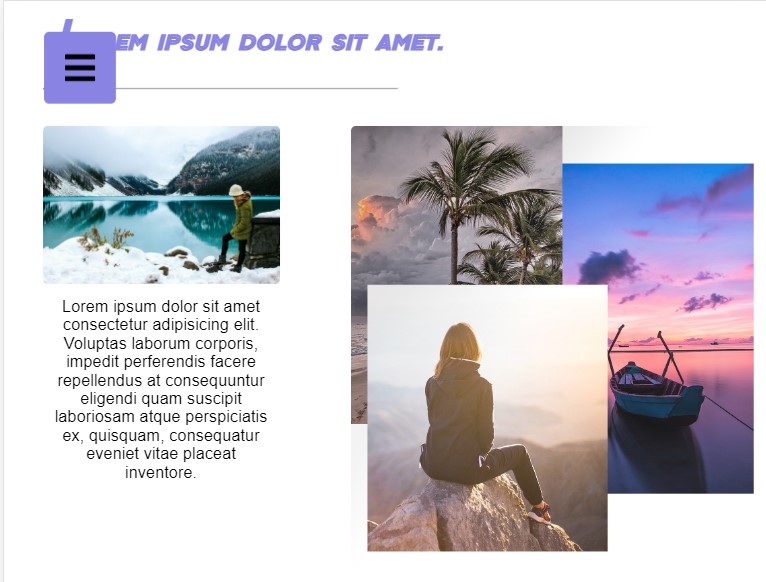 EM IPSUM DOLOR SIT AMET.
Lorem ipsum dolor sit amet
consectetur adipisicing elit.
Voluptas laborum corporis,
impedit perferendis facere
repellendus at consequuntur
eligendi quam suscipit
laboriosam atque perspiciatis
ex, quisquam, consequatur
eveniet vitae placeat
inventore.